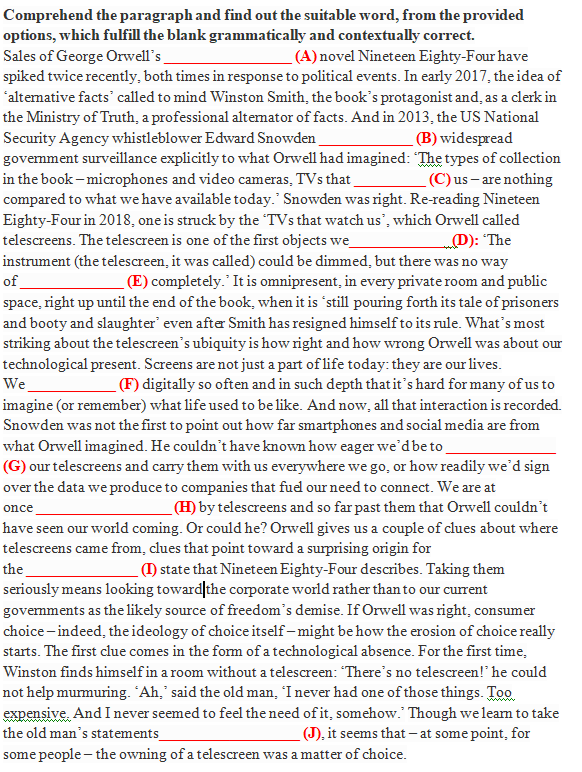 Comprehend the paragraph and find out the suitable word, from the provided
options, which fulfill the blank grammatically and contextually correct.
Sales of George Orwell's __________________ (A) novel Nineteen Eighty-Four have
spiked twice recently, both times in response to political events. In early 2017, the idea of
'alternative facts' called to mind Winston Smith, the book's protagonist and, as a clerk in
the Ministry of Truth, a professional alternator of facts. And in 2013, the US National
Security Agency whistleblower Edward Snowden _____________ (B) widespread
government surveillance explicitly to what Orwell had imagined: 'The types of collection
in the book – microphones and video cameras, TVs that __________ (C) us – are nothing
compared to what we have available today.' Snowden was right. Re-reading Nineteen
Eighty-Four in 2018, one is struck by the 'TVs that watch us', which Orwell called
telescreens. The telescreen is one of the first objects we______________(D): 'The
instrument (the telescreen, it was called) could be dimmed, but there was no way
of ______________ (E) completely.' It is omnipresent, in every private room and public
space, right up until the end of the book, when it is 'still pouring forth its tale of prisoners
and booty and slaughter' even after Smith has resigned himself to its rule. What's most
striking about the telescreen's ubiquity is how right and how wrong Orwell was about our
technological present. Screens are not just a part of life today: they are our lives.
We ____________ (F) digitally so often and in such depth that it's hard for many of us to
imagine (or remember) what life used to be like. And now, all that interaction is recorded.
Snowden was not the first to point out how far smartphones and social media are from
what Orwell imagined. He couldn't have known how eager we'd be to _______________
(G) our telescreens and carry them with us everywhere we go, or how readily we'd sign
over the data we produce to companies that fuel our need to connect. We are at
once ___________________ (H) by telescreens and so far past them that Orwell couldn't
have seen our world coming. Or could he? Orwell gives us a couple of clues about where
telescreens came from, clues that point toward a surprising origin for
the _______________ (I) state that Nineteen Eighty-Four describes. Taking them
seriously means looking toward the corporate world rather than to our current
governments as the likely source of freedom's demise. If Orwell was right, consumer
choice – indeed, the ideology of choice itself – might be how the erosion of choice really
starts. The first clue comes in the form of a technological absence. For the first time,
Winston finds himself in a room without a telescreen: 'There's no telescreen!' he could
not help murmuring. 'Ah,' said the old man, 'I never had one of those things. Too
expensive. And I never seemed to feel the need of it, somehow.' Though we learn to take
the old man's statements____________________ (J), it seems that – at some point, for
some people – the owning of a telescreen was a matter of choice.